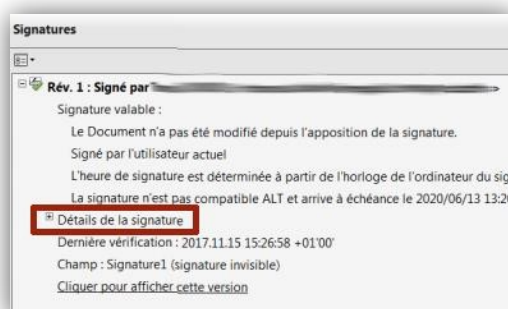 Signatures
Rév. 1 : Signé par
Signature valable :
Le Document n'a pas été modifié depuis l'apposition de la signature.
Signé par l'utilisateur actuel
L'heure de signature est déterminée à partir de l'horloge de l'ordinateur du sig
La signature n'est pas compatible ALT et arrive à échéance le 2020/06/13 13:20
Détails de la signature
Dernière vérification : 2017.11.15 15:26:58 +01'00'
Champ : Signature1 (signature invisible)
Cliquer pour afficher cette version